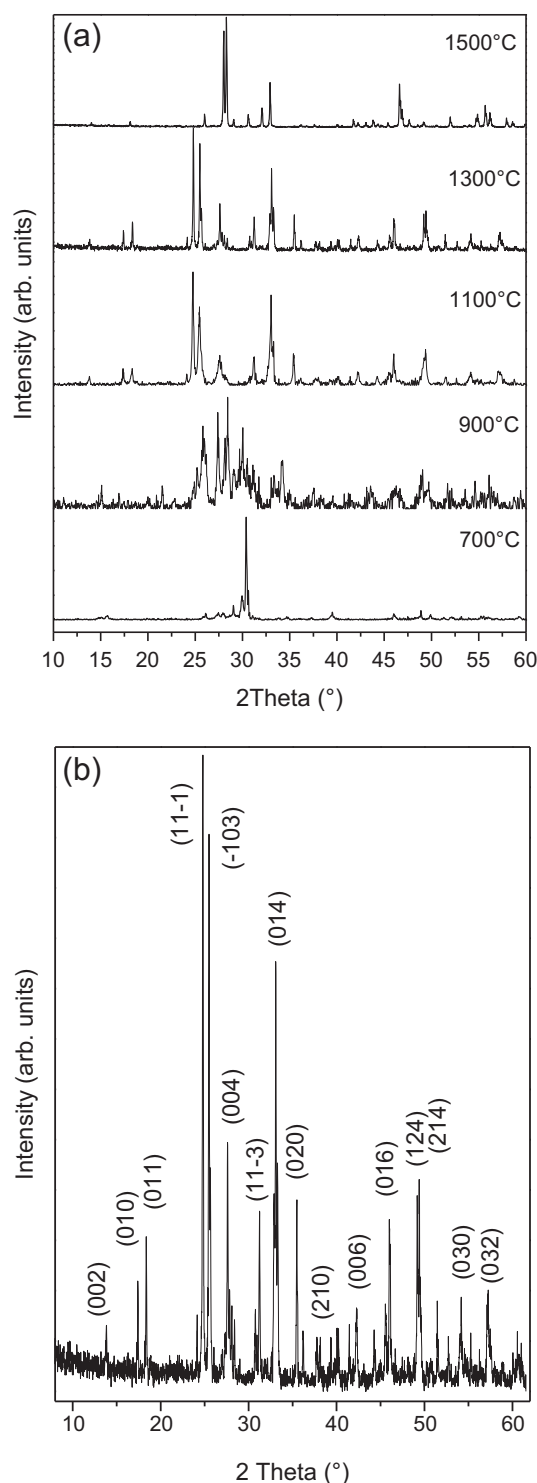 (a)
1500°C
1300°C
1100°C
900°C
700°C
Intensity (arb. units)
10 15 20 25 30 35 40 45 50 55 60
2Theta (°)
(b)
(11-1)
(-103)
(014)
(004)
(11-3)
(020)
(010)
(011)
(002)
(210)
(006)
(016)
(124)
(214)
(030)
(032)
Intensity (arb. units)
10 20 30 40 50 60
2 Theta (°)